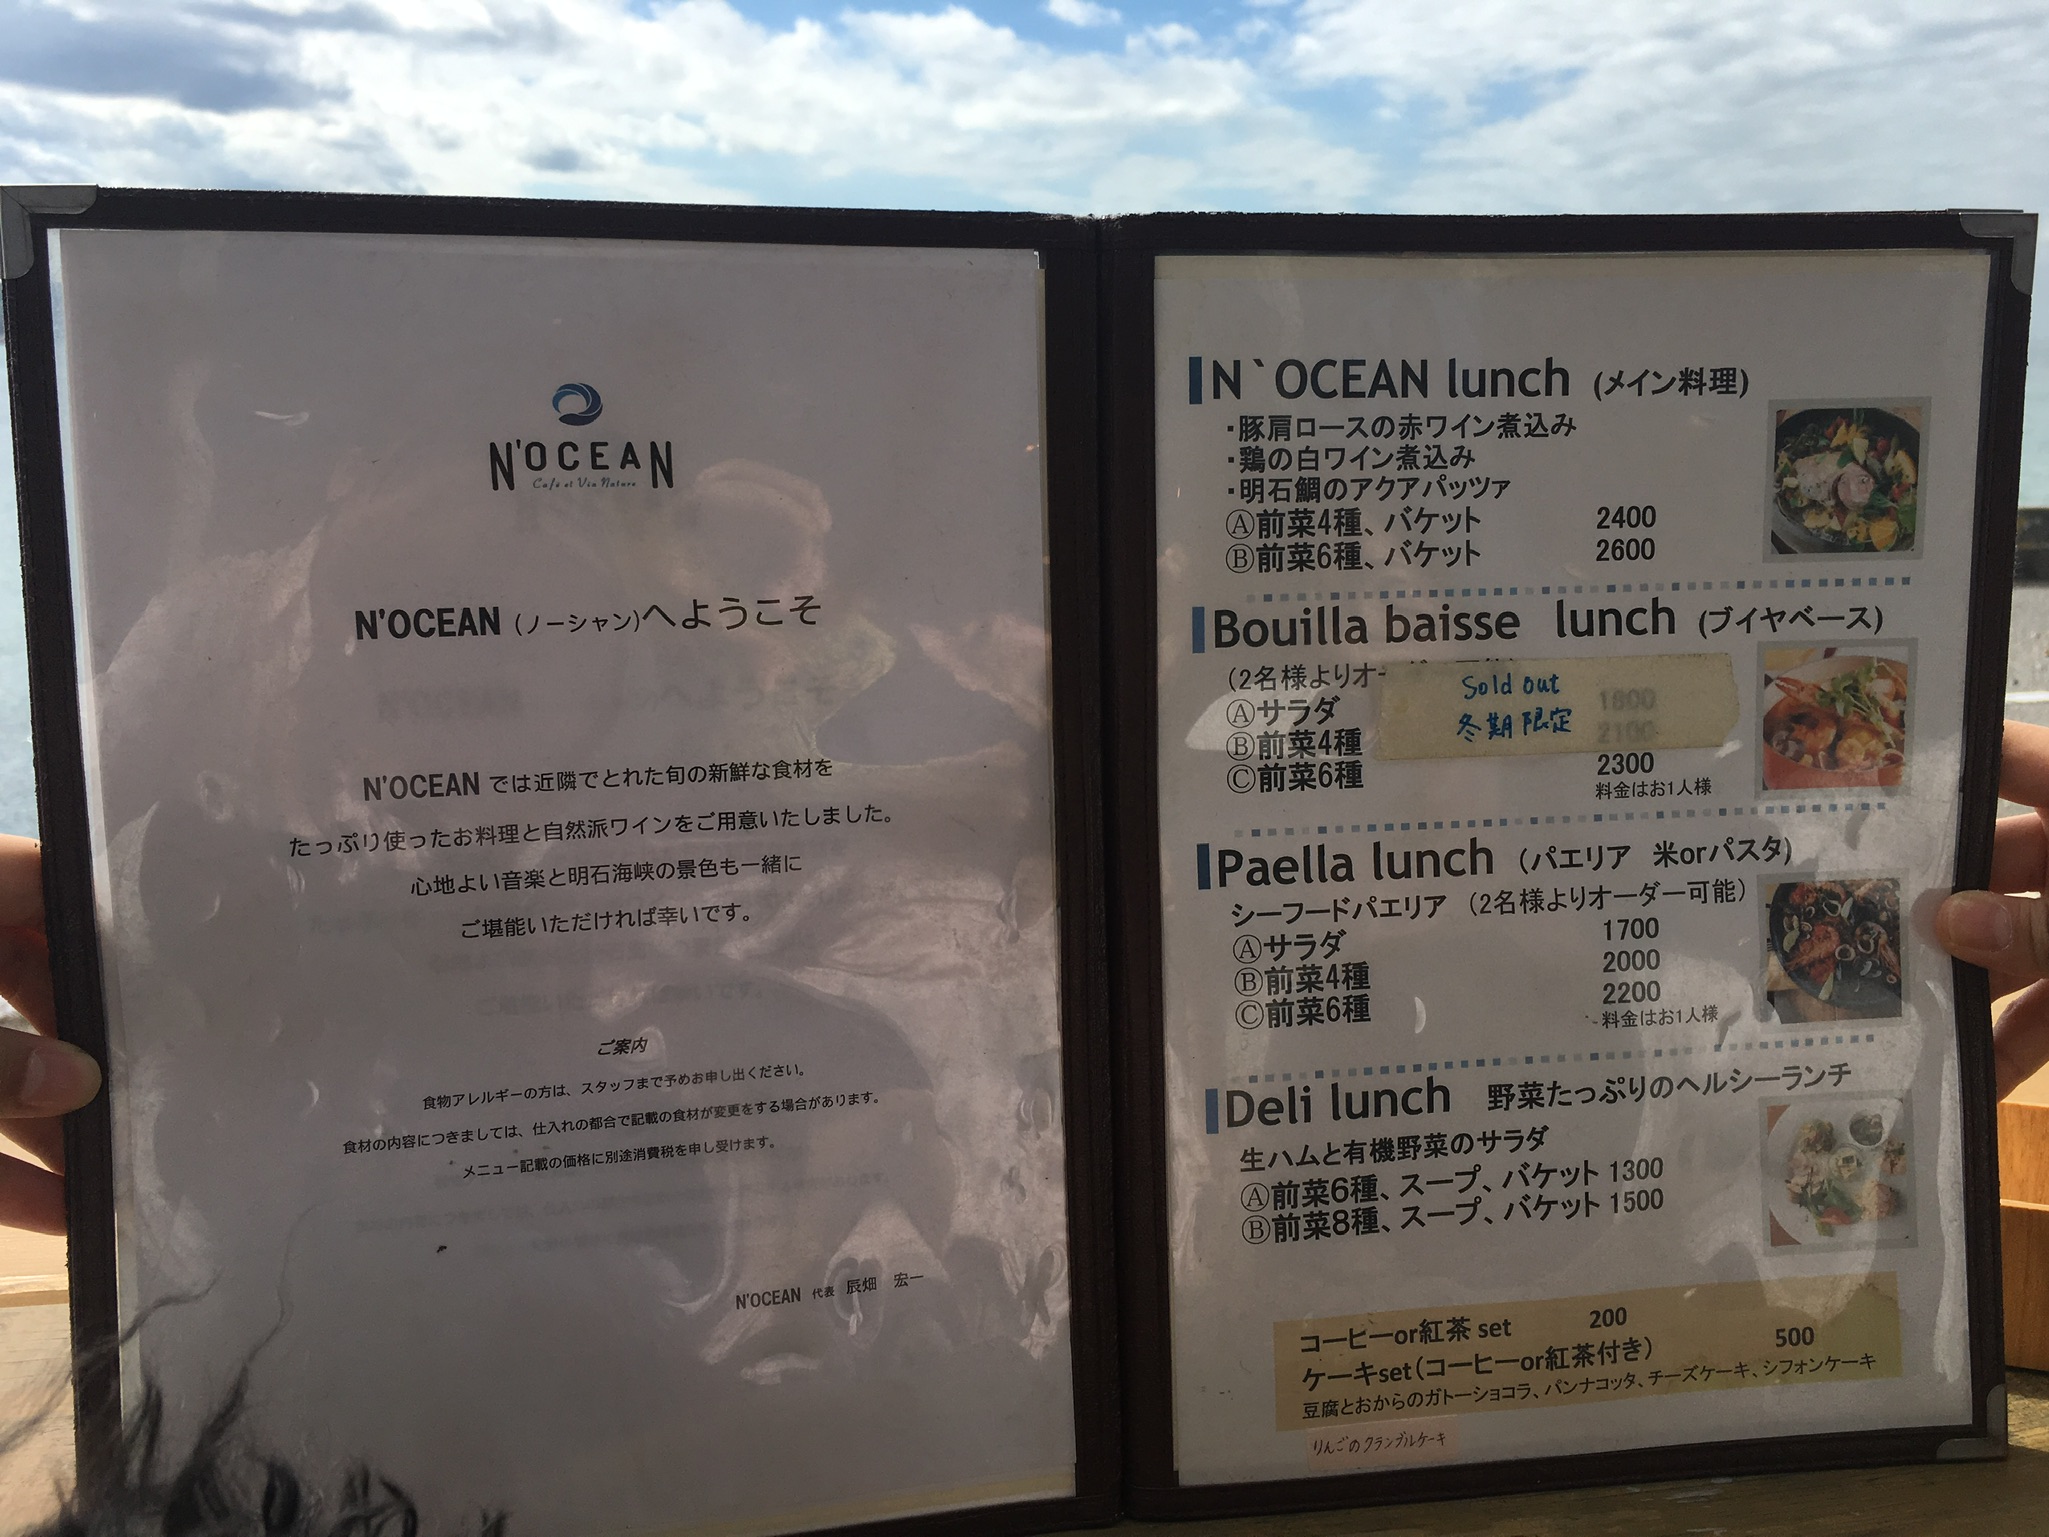 N'OCEAN
Café et Vin Nature
N'OCEAN (ノーシャン)へようこそ
N'OCEAN では近隣でとれた旬の新鮮な食材を
たっぷり使ったお料理と自然派ワインをご用意いたしました。
心地よい音楽と明石海峡の景色も一緒に
ご堪能いただければ幸いです。
ご案内
食物アレルギーの方は、スタッフまで予めお申し出ください。
食材の内容につきましては、仕入れの都合で記載の食材が変更をする場合があります。
メニュー記載の価格に別途消費税を申し受けます。
N'OCEAN 代表 辰畑 宏一
N`OCEAN lunch (メイン料理)
・豚肩ロースの赤ワイン煮込み
・鶏の白ワイン煮込み
・明石鯛のアクアパッツァ
Ⓐ前菜4種、バケット 2400
Ⓑ前菜6種、バケット 2600
Bouilla baisse lunch (ブイヤベース)
(2名様よりオー
Sold out
冬期限定
Ⓐサラダ 1800
Ⓑ前菜4種 2100
Ⓒ前菜6種 2300
料金はお1人様
Paella lunch (パエリア 米orパスタ)
シーフードパエリア (2名様よりオーダー可能)
Ⓐサラダ 1700
Ⓑ前菜4種 2000
Ⓒ前菜6種 2200
料金はお1人様
Deli lunch 野菜たっぷりのヘルシーランチ
生ハムと有機野菜のサラダ
Ⓐ前菜6種、スープ、バケット 1300
Ⓑ前菜8種、スープ、バケット 1500
コーヒーor紅茶 set 200
ケーキset(コーヒーor紅茶付き) 500
豆腐とおからのガトーショコラ、パンナコッタ、チーズケーキ、シフォンケーキ
りんごのクランブルケーキ